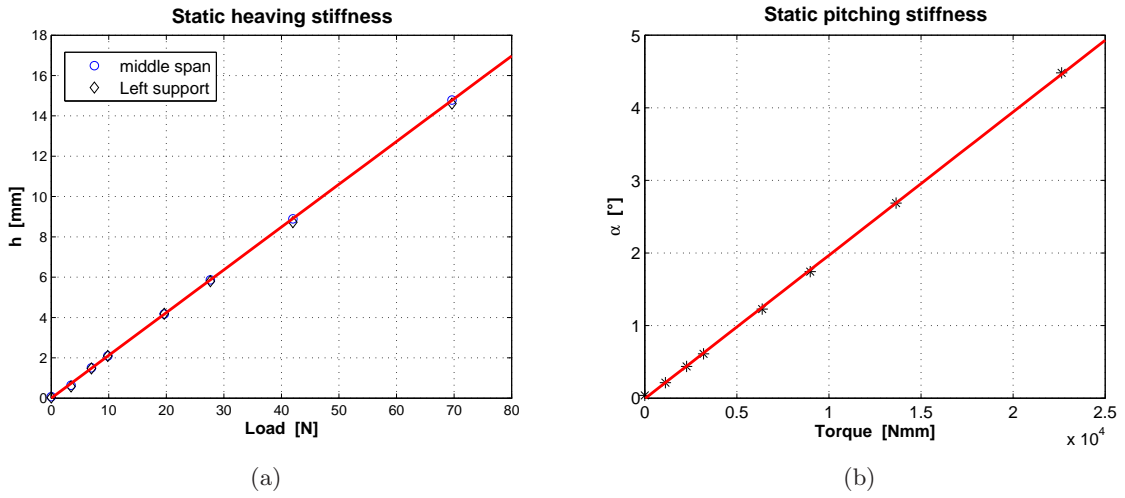 Static heaving stiffness
18
16
14
12
10
8
6
4
2
0
h [mm]
middle span
Left support
0 10 20 30 40 50 60 70 80
Load [N]
(a)
Static pitching stiffness
5
4
3
2
1
0
α [°]
0 0.5 1 1.5 2 2.5
x 10⁴
Torque [Nmm]
(b)